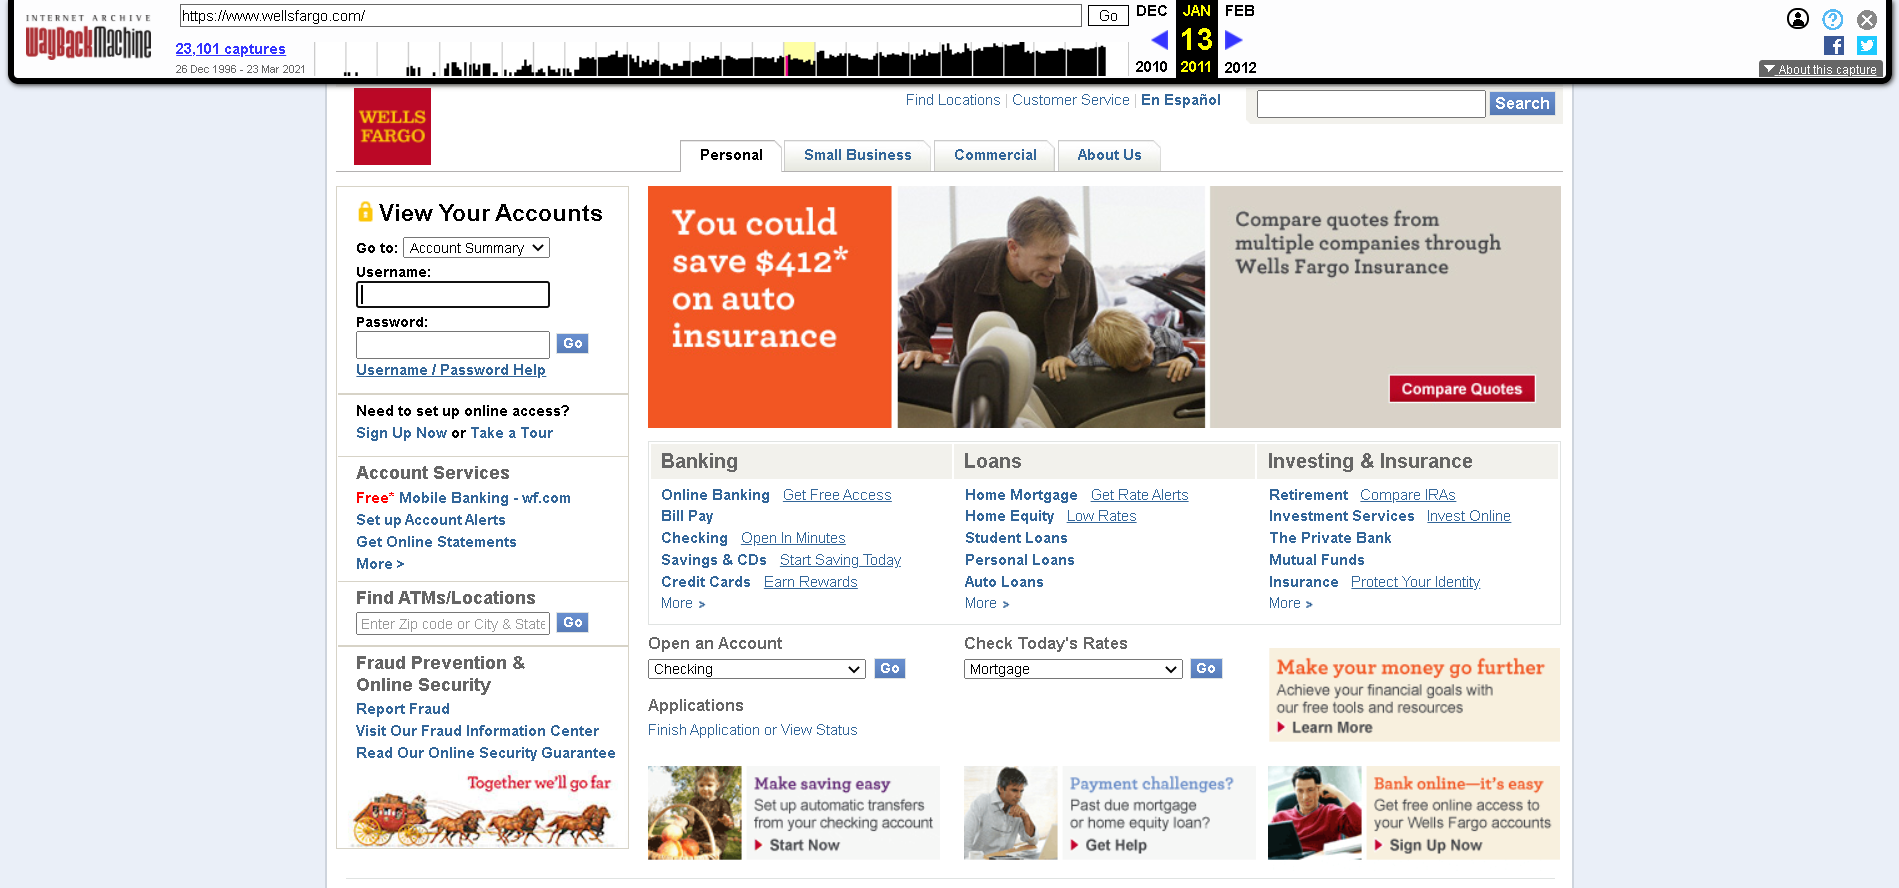 INTERNET ARCHIVE
WayBackMachine
https://www.wellsfargo.com/
Go
DEC JAN FEB
23,101 captures
13
26 Dec 1996 - 23 Mar 2021
2010 2011 2012
About this capture
WELLS
FARGO
Find Locations | Customer Service | En Español
Search
Personal
Small Business
Commercial
About Us
View Your Accounts
Go to: Account Summary
Username:
Password:
Go
Username / Password Help
Need to set up online access?
Sign Up Now or Take a Tour
Account Services
Free* Mobile Banking - wf.com
Set up Account Alerts
Get Online Statements
More >
Find ATMs/Locations
Enter Zip code or City & State
Go
Fraud Prevention &
Online Security
Report Fraud
Visit Our Fraud Information Center
Read Our Online Security Guarantee
Together we'll go far
You could
save $412*
on auto
insurance
Compare quotes from
multiple companies through
Wells Fargo Insurance
Compare Quotes
Banking
Online Banking Get Free Access
Bill Pay
Checking Open In Minutes
Savings & CDs Start Saving Today
Credit Cards Earn Rewards
More >
Loans
Home Mortgage Get Rate Alerts
Home Equity Low Rates
Student Loans
Personal Loans
Auto Loans
More >
Investing & Insurance
Retirement Compare IRAs
Investment Services Invest Online
The Private Bank
Mutual Funds
Insurance Protect Your Identity
More >
Open an Account
Checking
Go
Check Today's Rates
Mortgage
Go
Applications
Finish Application or View Status
Make your money go further
Achieve your financial goals with
our free tools and resources
Learn More
Make saving easy
Set up automatic transfers
from your checking account
Start Now
Payment challenges?
Past due mortgage
or home equity loan?
Get Help
Bank online—it's easy
Get free online access to
your Wells Fargo accounts
Sign Up Now